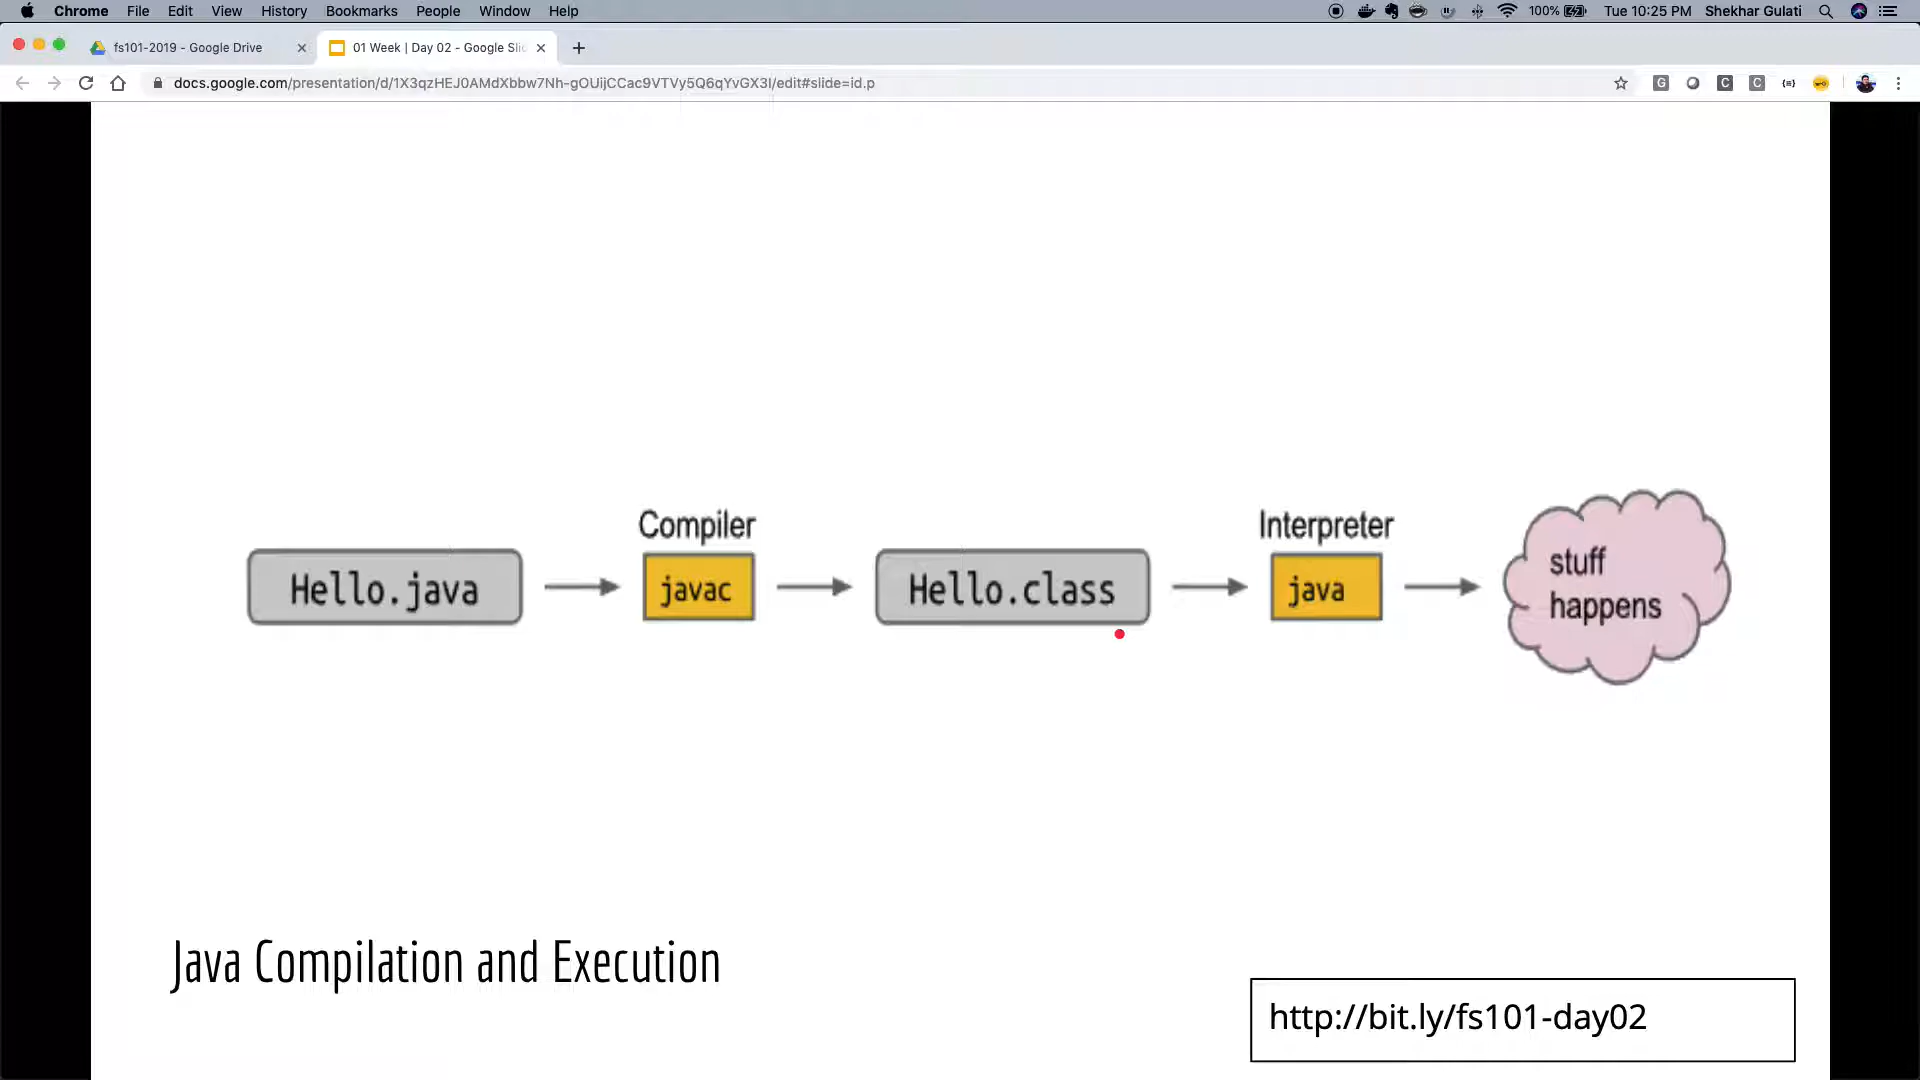 Chrome File Edit View History Bookmarks People Window Help 100% Tue 10:25 PM Shekhar Gulati
fs101-2019 - Google Drive 01 Week | Day 02 - Google Sli
docs.google.com/presentation/d/1X3qzHEJ0AMdXbbw7Nh-gOUijCCac9VTVy5Q6qYvGX3I/edit#slide=id.p
Compiler Interpreter
Hello.java javac Hello.class java stuff
happens
Java Compilation and Execution
http://bit.ly/fs101-day02